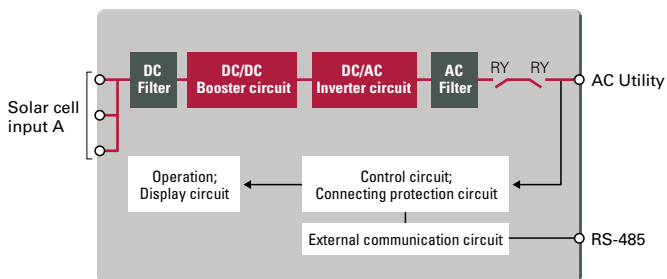 DC
Filter
DC/DC
Booster circuit
DC/AC
Inverter circuit
AC
Filter
RY
RY
AC Utility
Solar cell
input A
Operation;
Display circuit
Control circuit;
Connecting protection circuit
External communication circuit
RS-485